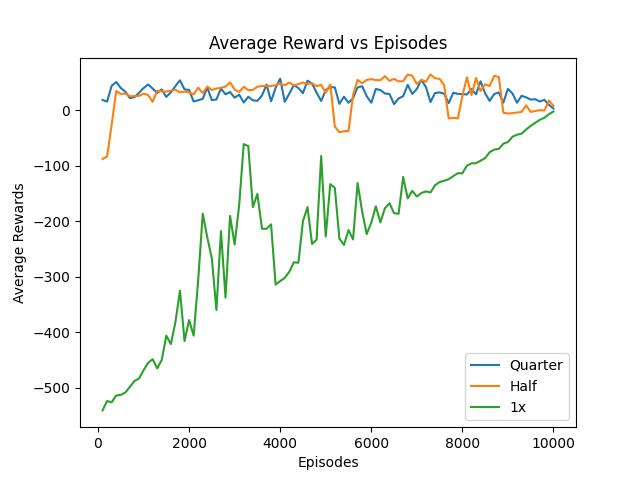 Average Reward vs Episodes
Average Rewards
0
−100
−200
−300
−400
−500
0
2000
4000
6000
8000
10000
Episodes
Quarter
Half
1x